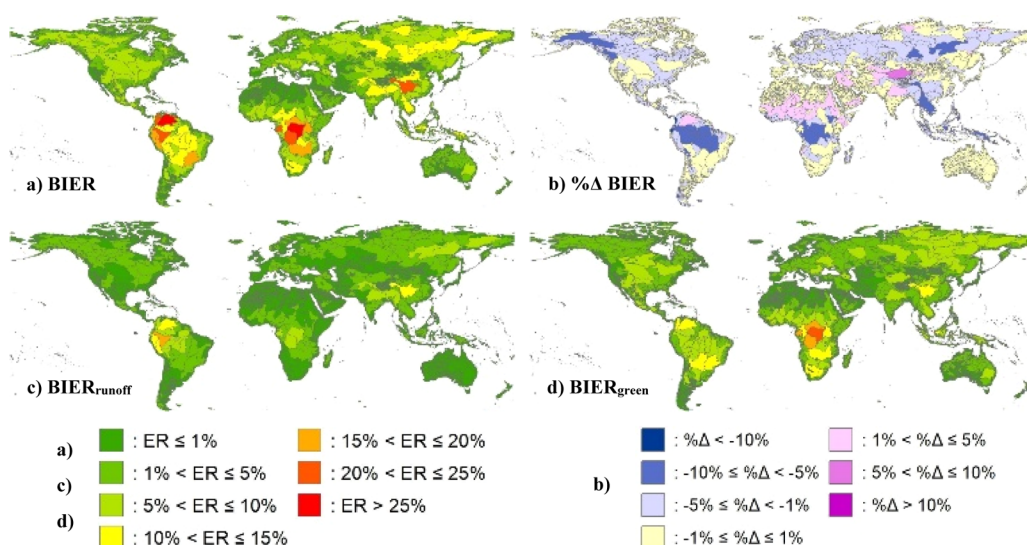 a) BIER
b) %Δ BIER
c) BIERrunoff
d) BIERgreen
a)
c)
d)
: ER ≤ 1%
: 1% < ER ≤ 5%
: 5% < ER ≤ 10%
: 10% < ER ≤ 15%
: 15% < ER ≤ 20%
: 20% < ER ≤ 25%
: ER > 25%
b)
: %Δ < -10%
: -10% ≤ %Δ < -5%
: -5% ≤ %Δ < -1%
: -1% ≤ %Δ ≤ 1%
: 1% < %Δ ≤ 5%
: 5% < %Δ ≤ 10%
: %Δ > 10%